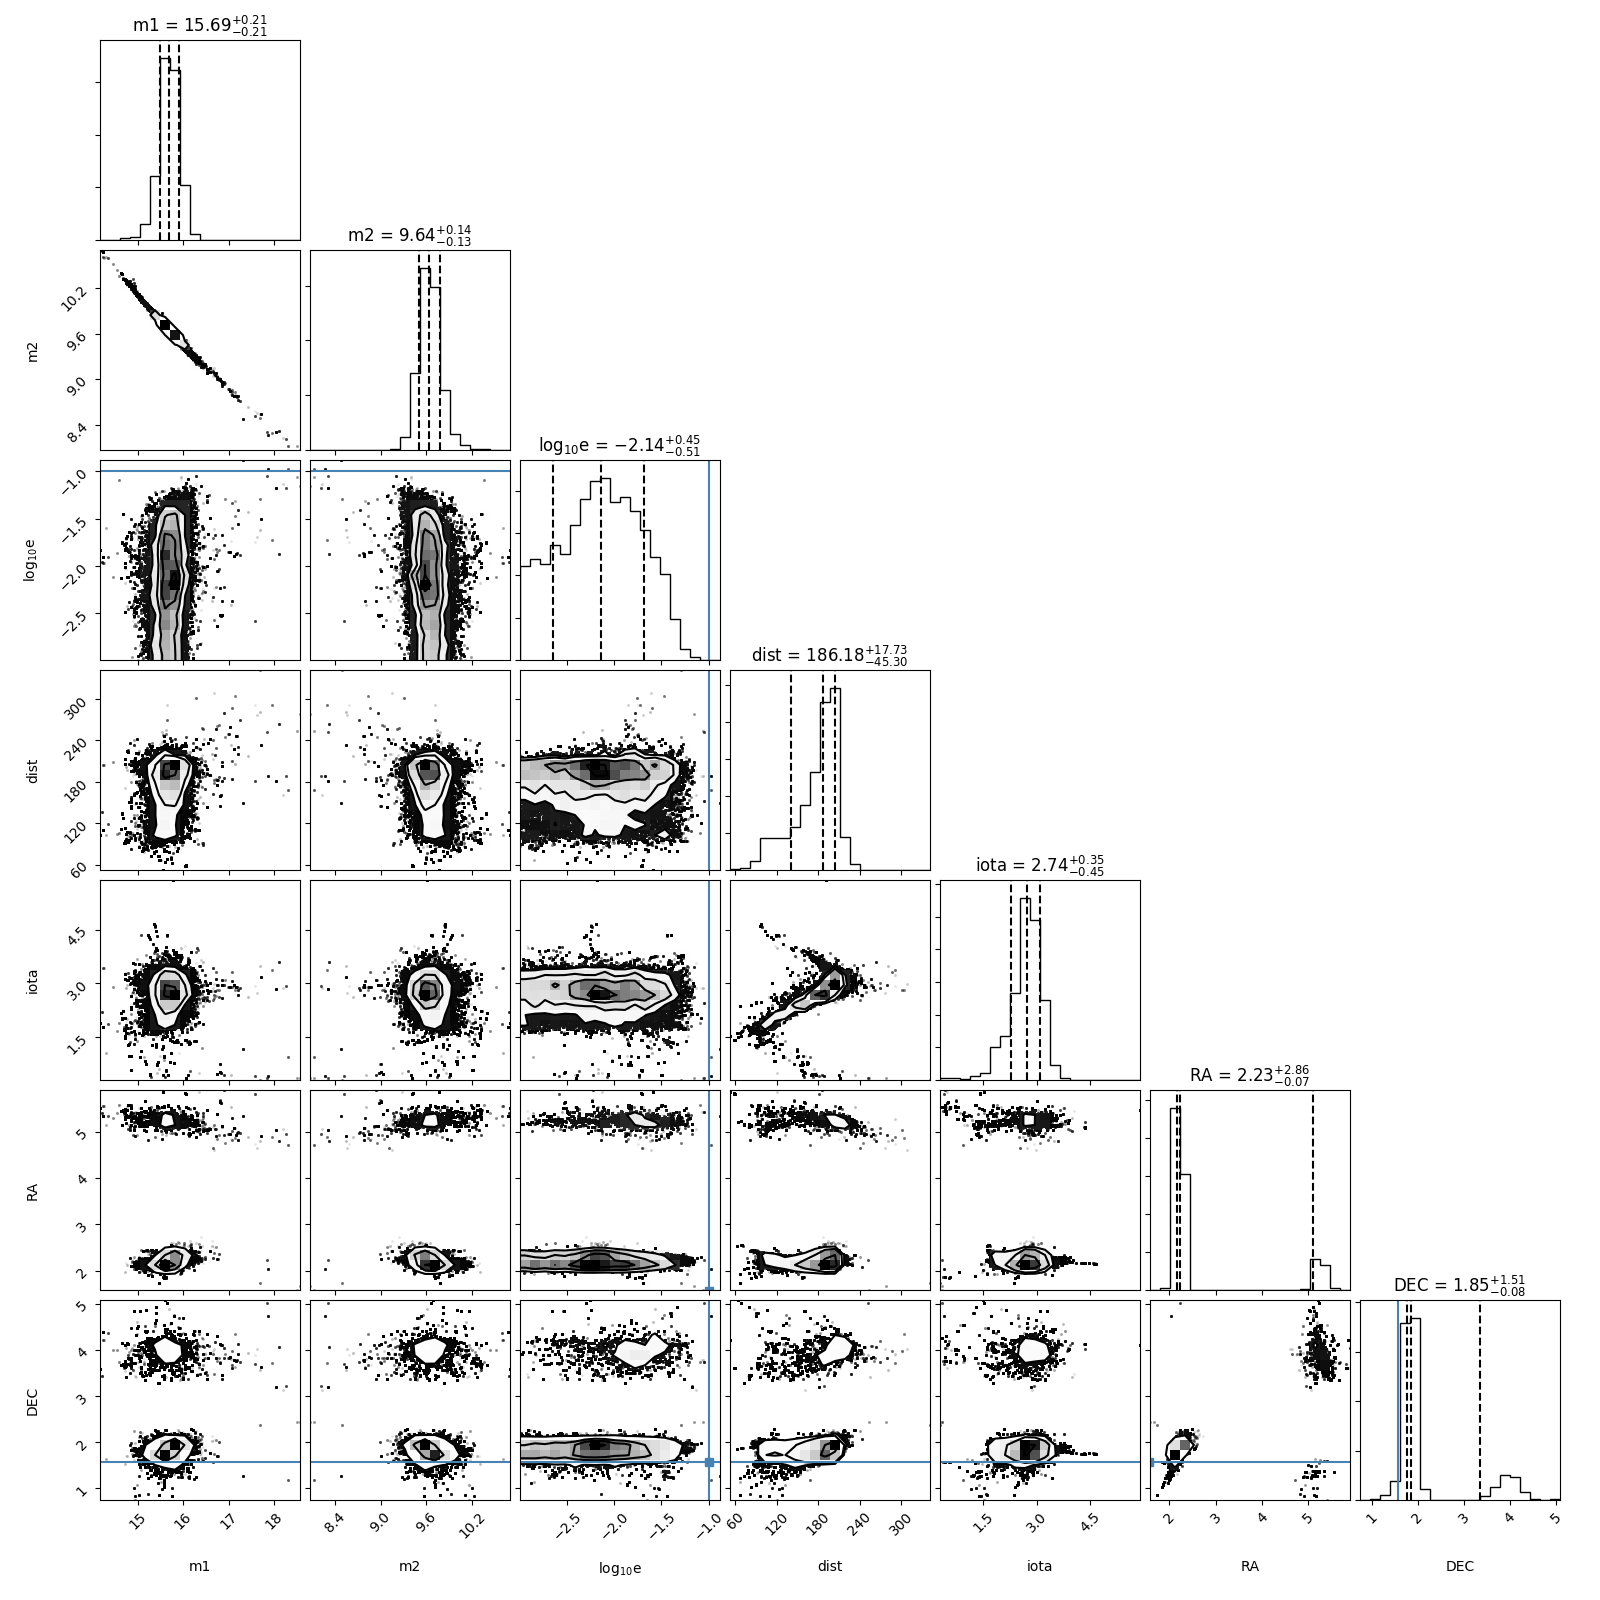 m1 = 15.69+0.21−0.21
m2 = 9.64+0.14−0.13
10.2
9.6
9.0
8.4
m2
log10e = −2.14+0.45−0.51
−1.0
−1.5
−2.0
−2.5
log10e
dist = 186.18+17.73−45.30
300
240
180
120
60
dist
iota = 2.74+0.35−0.45
4.5
3.0
1.5
iota
RA = 2.23+2.86−0.07
5
4
3
2
RA
DEC = 1.85+1.51−0.08
5
4
3
2
1
DEC
15 16 17 18
8.4 9.0 9.6 10.2
−2.5 −2.0 −1.5 −1.0
60 120 180 240 300
1.5 3.0 4.5
2 3 4 5
1 2 3 4 5
m1 m2 log10e dist iota RA DEC